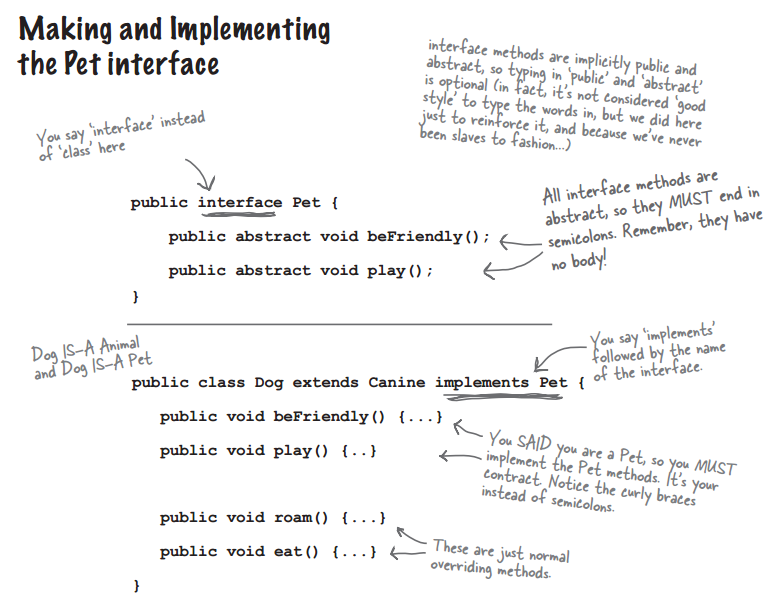 Making and Implementing
the Pet interface
interface methods are implicitly public and
abstract, so typing in ‘public’ and ‘abstract’
is optional (in fact, it’s not considered ‘good
style’ to type the words in, but we did here
just to reinforce it, and because we’ve never
been slaves to fashion...)
You say ‘interface’ instead
of ‘class’ here
public interface Pet {
All interface methods are
abstract, so they MUST end in
semicolons. Remember, they have
no body!
public abstract void beFriendly();
public abstract void play();
}
Dog IS-A Animal
and Dog IS-A Pet
You say ‘implements’
followed by the name
of the interface.
public class Dog extends Canine implements Pet {
public void beFriendly() {...}
public void play() {..}
You SAID you are a Pet, so you MUST
implement the Pet methods. It’s your
contract. Notice the curly braces
instead of semicolons.
public void roam() {...}
public void eat() {...}
These are just normal
overriding methods.
}